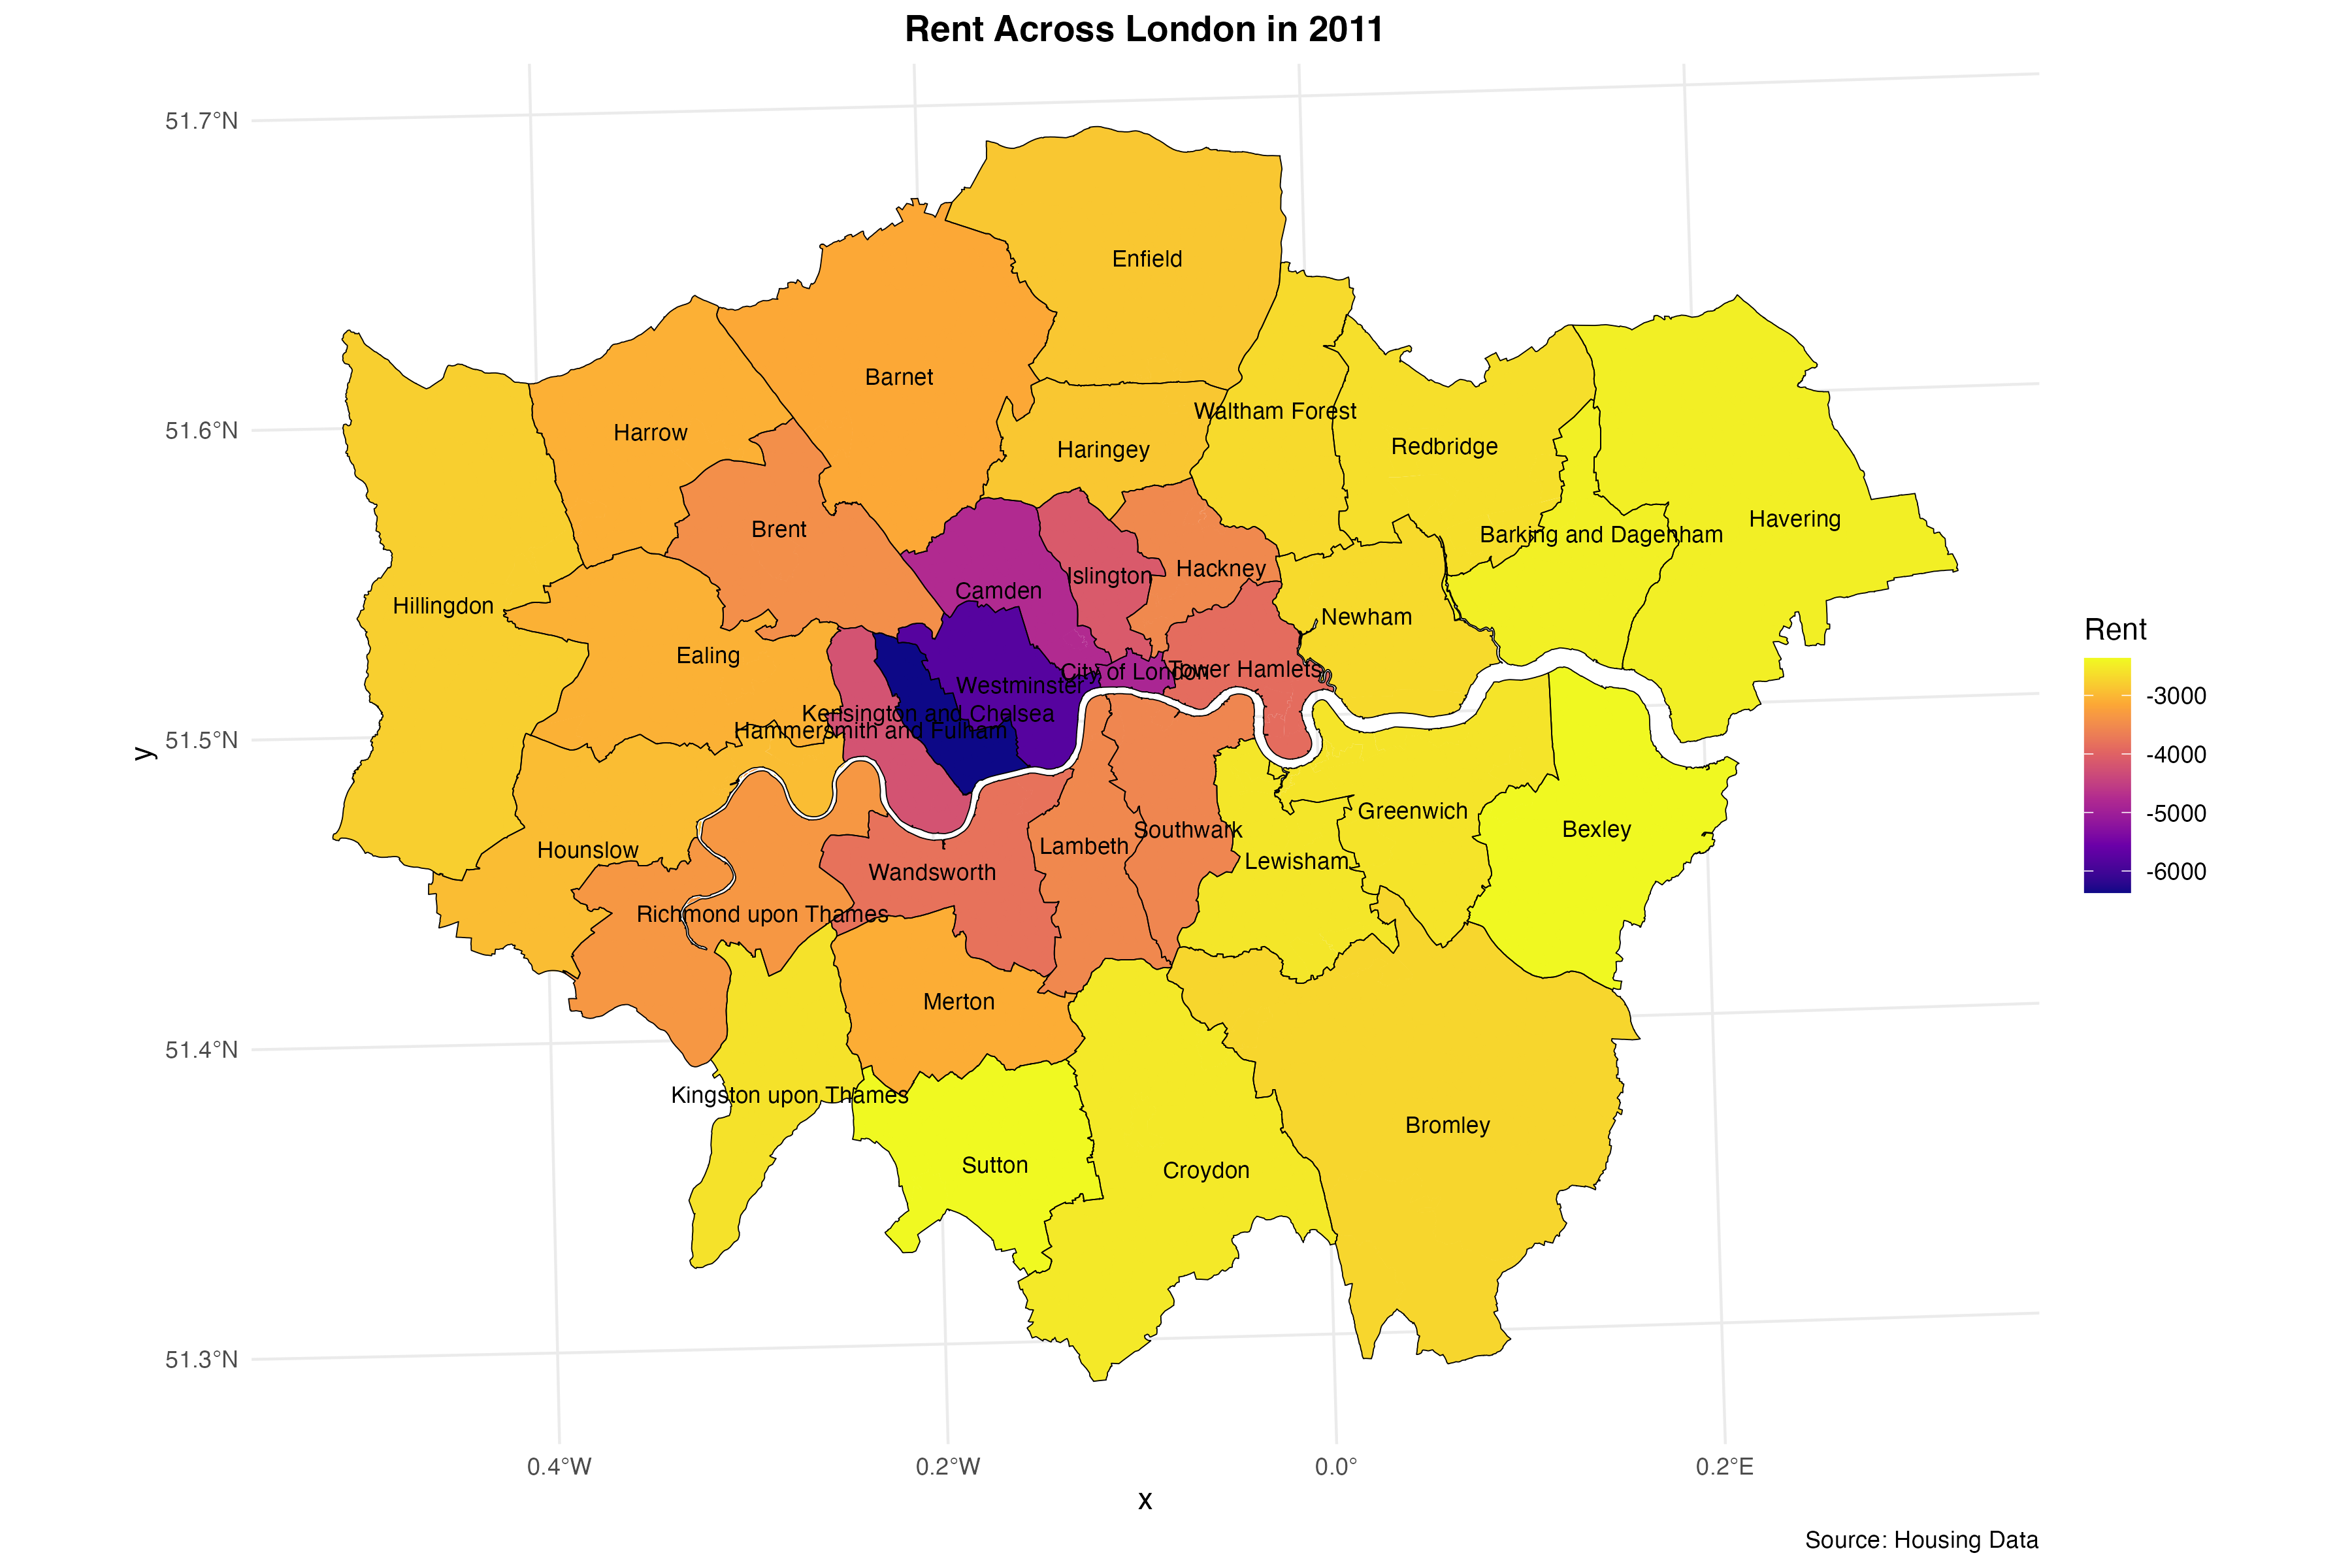 Rent Across London in 2011
51.7°N
51.6°N
51.5°N
51.4°N
51.3°N
y
Enfield
Barnet
Waltham Forest
Harrow
Redbridge
Haringey
Havering
Brent
Barking and Dagenham
Hackney
Islington
Camden
Hillingdon
Newham
Ealing
Tower Hamlets
City of London
Westminster
Kensington and Chelsea
Hammersmith and Fulham
Greenwich
Bexley
Southwark
Lambeth
Hounslow
Lewisham
Wandsworth
Richmond upon Thames
Merton
Kingston upon Thames
Bromley
Sutton
Croydon
0.4°W
0.2°W
0.0°
0.2°E
x
Rent
-3000
-4000
-5000
-6000
Source: Housing Data